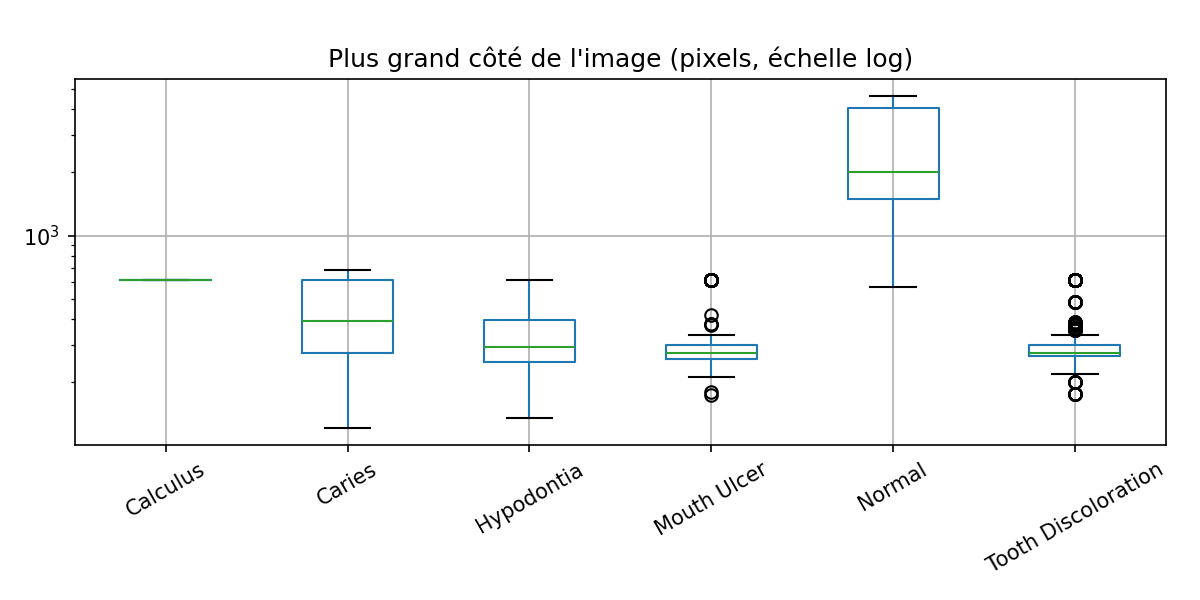 Plus grand côté de l'image (pixels, échelle log)
10³
Calculus
Caries
Hypodontia
Mouth Ulcer
Normal
Tooth Discoloration